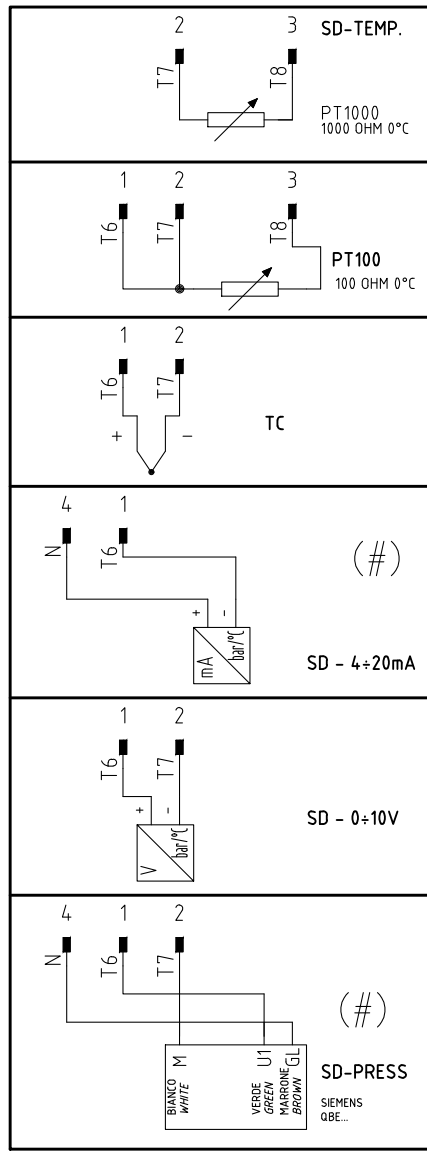 2 3 SD-TEMP.
T7 T8
PT1000
1000 OHM 0°C
1 2 3
T6 T7 T8
PT100
100 OHM 0°C
1 2
T6 T7
+ -
TC
4 1
N T6
(#)
+ -
mA bar/°C
SD - 4÷20mA
1 2
T6 T7
+ -
V bar/°C
SD - 0÷10V
4 1 2
N T6 T7
(#)
M U1 GL
BIANCO VERDE MARRONE
WHITE GREEN BROWN
SD-PRESS
SIEMENS
QBE...